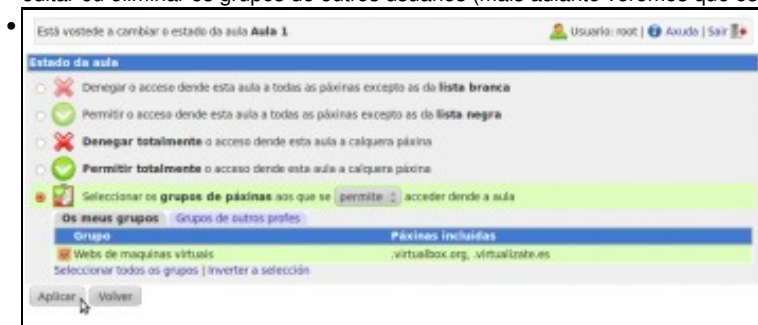 Está vostede a cambiar o estado da aula Aula 1
Usuario: root | Axuda | Sair
Estado da aula
Denegar o acceso dende esta aula a todas as páxinas excepto as da lista branca
Permitir o acceso dende esta aula a todas as páxinas excepto as da lista negra
Denegar totalmente o acceso dende esta aula a calquera páxina
Permitir totalmente o acceso dende esta aula a calquera páxina
Seleccionar os grupos de páxinas aos que se permite acceder dende a aula
Os meus grupos Grupos de outros profes
Grupo Páxinas incluídas
Webs de maquinas virtuais .virtualbox.org, .virtualizate.es
Seleccionar todos os grupos | Inverter a selección
Aplicar Volver